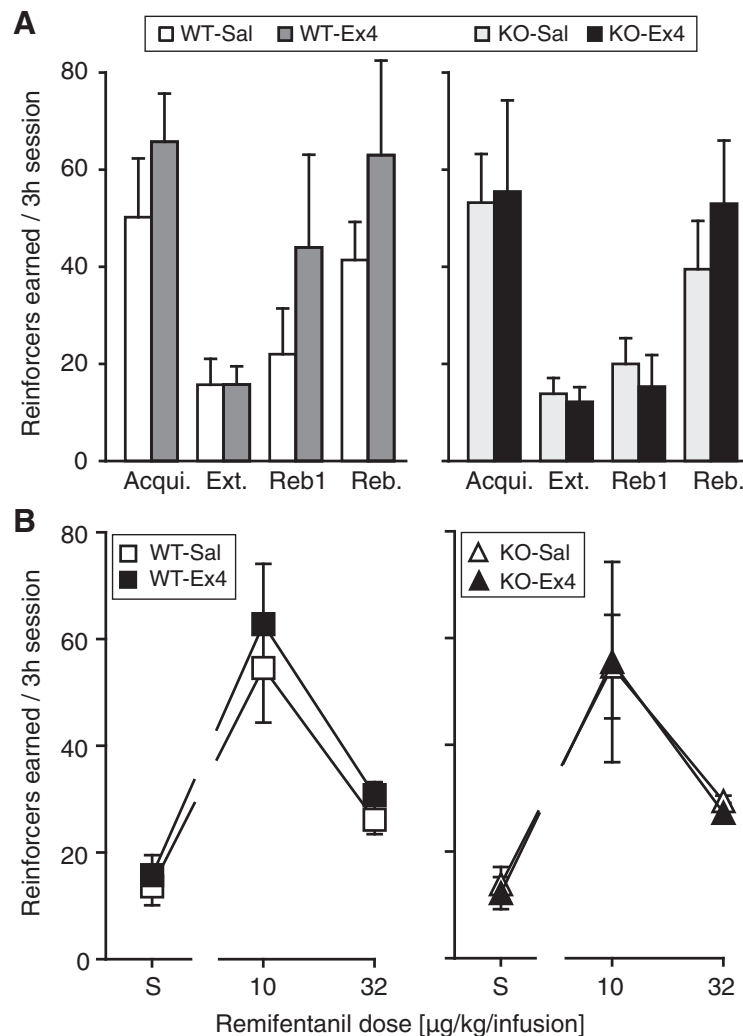 A
WT-Sal WT-Ex4 KO-Sal KO-Ex4
Reinforcers earned / 3h session
80
60
40
20
0
Acqui. Ext. Reb1 Reb.
Acqui. Ext. Reb1 Reb.
B
WT-Sal
WT-Ex4
KO-Sal
KO-Ex4
Reinforcers earned / 3h session
80
60
40
20
0
S 10 32
S 10 32
Remifentanil dose [µg/kg/infusion]